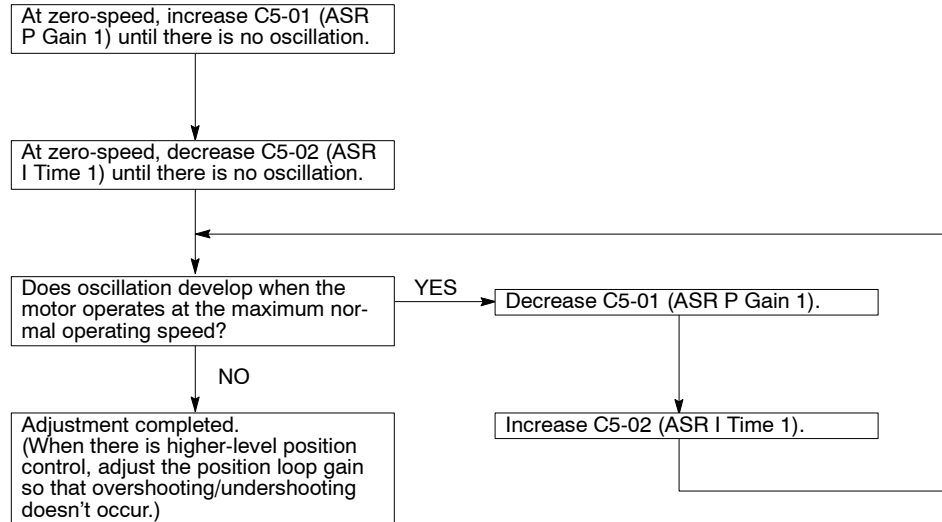 At zero-speed, increase C5-01 (ASR
P Gain 1) until there is no oscillation.
At zero-speed, decrease C5-02 (ASR
I Time 1) until there is no oscillation.
Does oscillation develop when the
motor operates at the maximum nor-
mal operating speed?
YES
Decrease C5-01 (ASR P Gain 1).
NO
Adjustment completed.
(When there is higher-level position
control, adjust the position loop gain
so that overshooting/undershooting
doesn't occur.)
Increase C5-02 (ASR I Time 1).